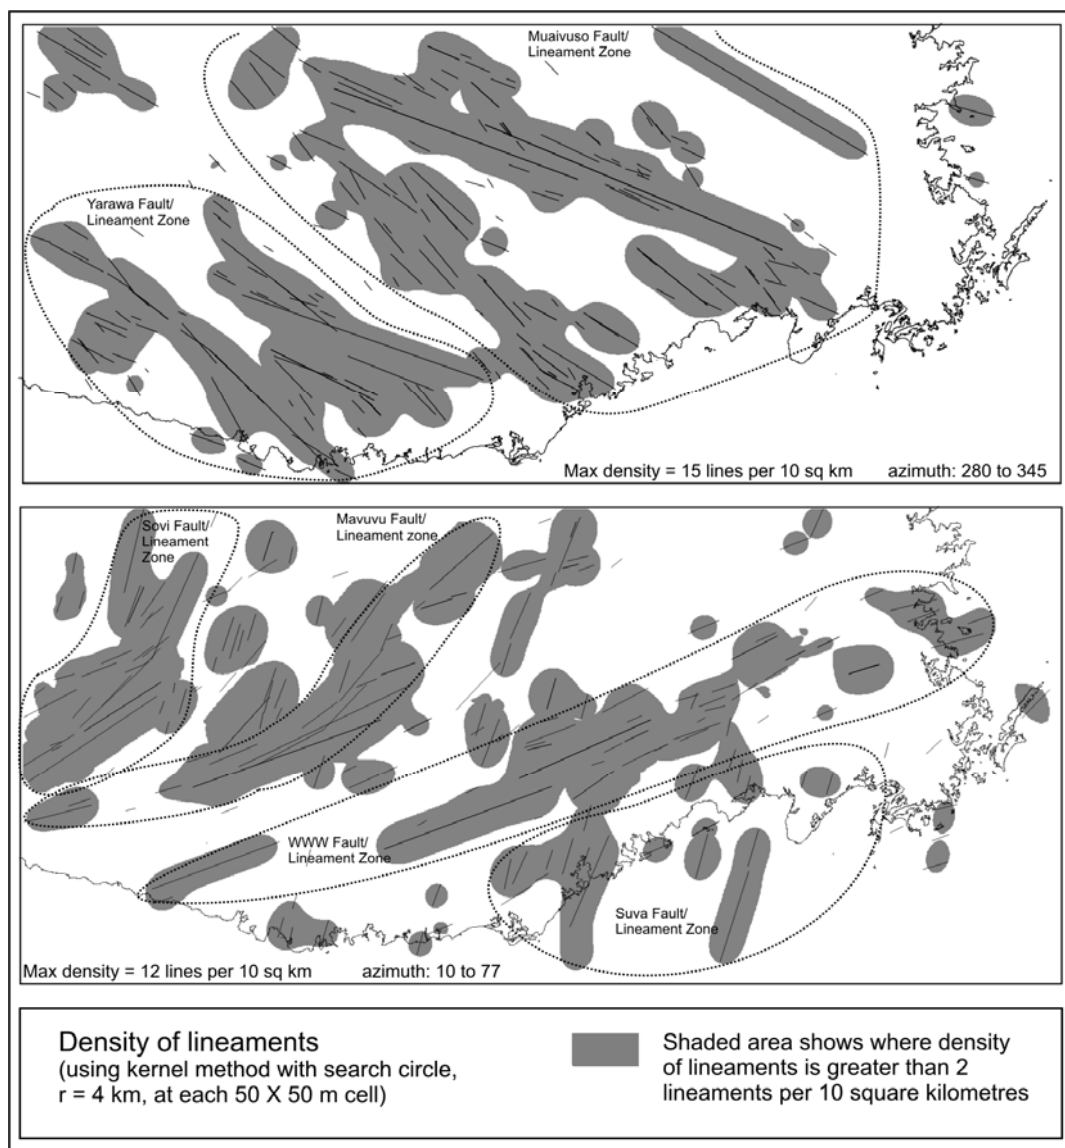 Muaivuso Fault/
Lineament Zone
Yarawa Fault/
Lineament Zone
Max density = 15 lines per 10 sq km azimuth: 280 to 345
Sovi Fault/
Lineament
Zone
Mavuvu Fault/
Lineament zone
WWW Fault/
Lineament Zone
Suva Fault/
Lineament Zone
Max density = 12 lines per 10 sq km azimuth: 10 to 77
Density of lineaments
(using kernel method with search circle,
r = 4 km, at each 50 X 50 m cell)
Shaded area shows where density
of lineaments is greater than 2
lineaments per 10 square kilometres